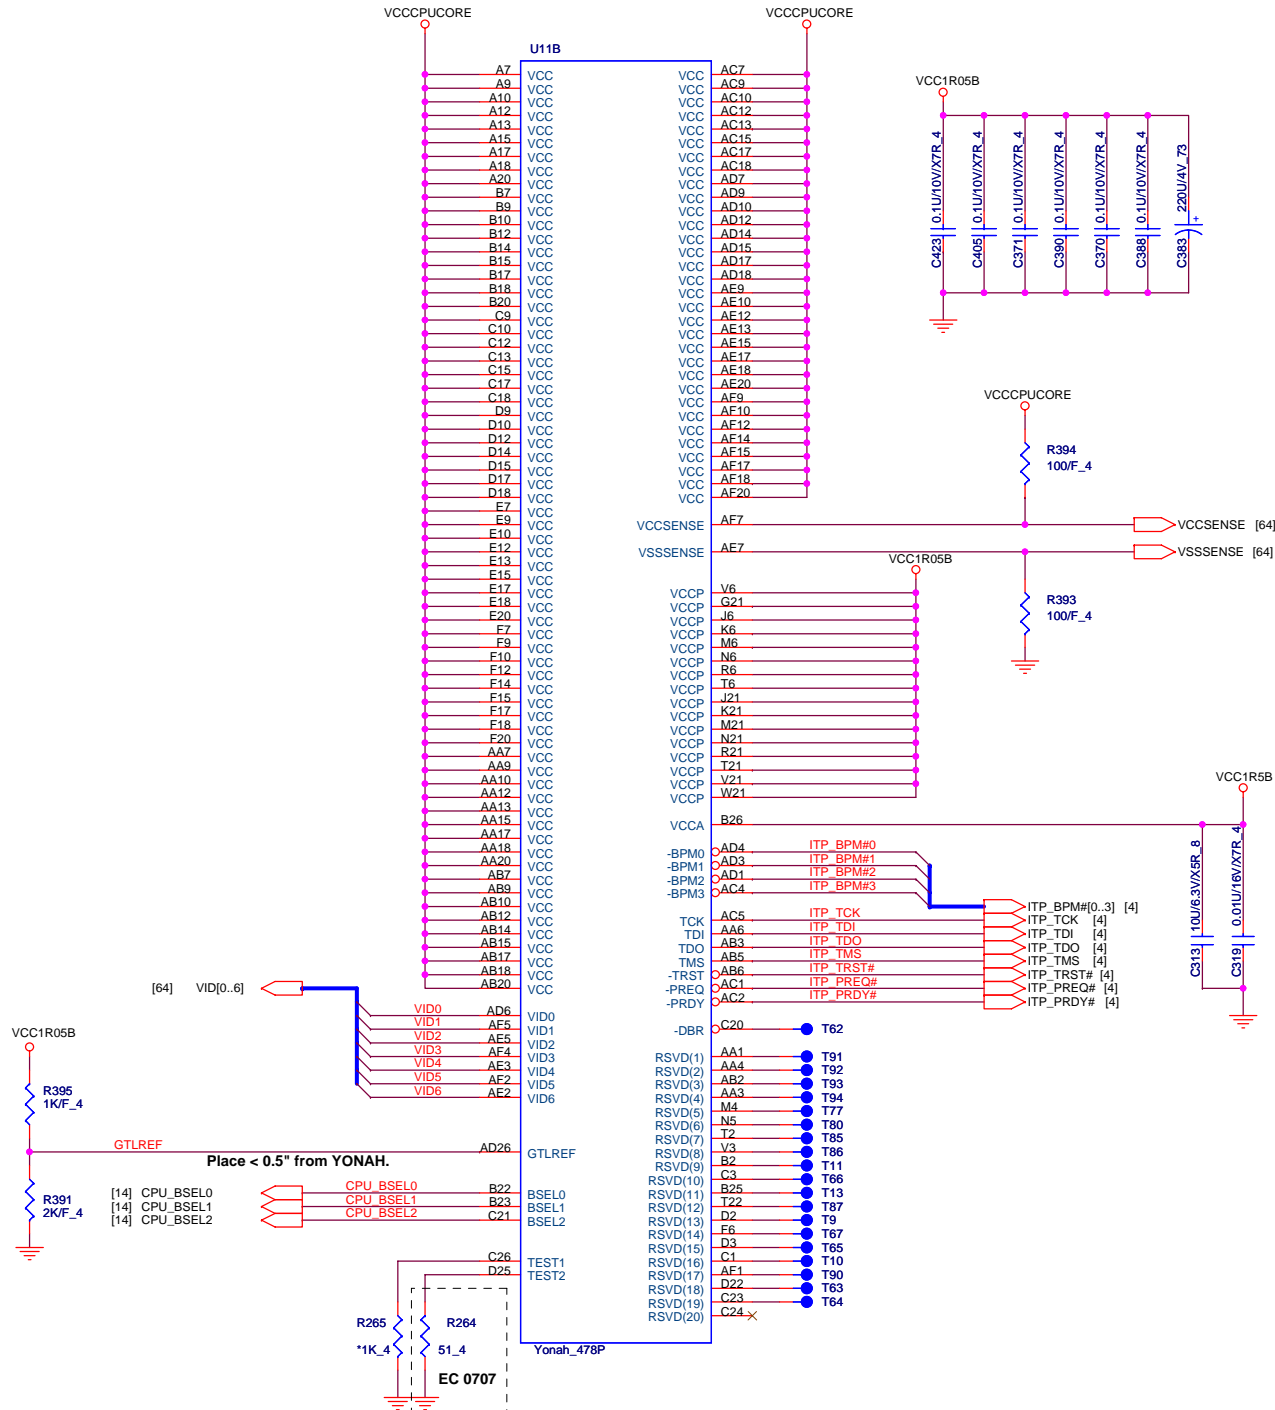 VCCCPUCORE VCCCPUCORE
U11B
A7 VCC VCC AC7
A9 VCC VCC AC9
A10 VCC VCC AC10
A12 VCC VCC AC12
A13 VCC VCC AC13
A15 VCC VCC AC15
A17 VCC VCC AC17
A18 VCC VCC AC18
A20 VCC VCC AD7
B7 VCC VCC AD9
B9 VCC VCC AD10
B10 VCC VCC AD12
B12 VCC VCC AD14
B14 VCC VCC AD15
B15 VCC VCC AD17
B17 VCC VCC AD18
B18 VCC VCC AE9
B20 VCC VCC AE10
C9 VCC VCC AE12
C10 VCC VCC AE13
C12 VCC VCC AE15
C13 VCC VCC AE17
C15 VCC VCC AE18
C17 VCC VCC AE20
C18 VCC VCC AF9
D9 VCC VCC AF10
D10 VCC VCC AF12
D12 VCC VCC AF14
D14 VCC VCC AF15
D15 VCC VCC AF17
D17 VCC VCC AF18
D18 VCC VCC AF20
E7 VCC
E9 VCC VCCSENSE AF7
E10 VCC
E12 VCC VSSSENSE AE7
E13 VCC
E15 VCC
E17 VCC VCCP V6
E18 VCC VCCP G21
E20 VCC VCCP J6
F7 VCC VCCP K6
F9 VCC VCCP M6
F10 VCC VCCP N6
F12 VCC VCCP R6
F14 VCC VCCP T6
F15 VCC VCCP J21
F17 VCC VCCP K21
F18 VCC VCCP M21
F20 VCC VCCP N21
AA7 VCC VCCP R21
AA9 VCC VCCP T21
AA10 VCC VCCP V21
AA12 VCC VCCP W21
AA13 VCC
AA15 VCC VCCA B26
AA17 VCC
AA18 VCC -BPM0 AD4 ITP_BPM#0
AA20 VCC -BPM1 AD3 ITP_BPM#1
AB7 VCC -BPM2 AD1 ITP_BPM#2
AB9 VCC -BPM3 AC4 ITP_BPM#3
AB10 VCC
AB12 VCC TCK AC5 ITP_TCK
AB14 VCC TDI AA6 ITP_TDI
AB15 VCC TDO AB3 ITP_TDO
AB17 VCC TMS AB5 ITP_TMS
AB18 VCC -TRST AB6 ITP_TRST#
AB20 VCC -PREQ AC1 ITP_PREQ#
-PRDY AC2 ITP_PRDY#
[64] VID[0..6]
VID0 AD6 VID0
VID1 AF5 VID1
VID2 AE5 VID2
VID3 AF4 VID3
VID4 AE3 VID4
VID5 AF2 VID5
VID6 AE2 VID6
-DBR C20 T62
RSVD(1) AA1 T91
RSVD(2) AA4 T92
RSVD(3) AB2 T93
RSVD(4) AA3 T94
RSVD(5) M4 T77
RSVD(6) N5 T80
RSVD(7) T2 T85
RSVD(8) V3 T86
RSVD(9) B2 T11
RSVD(10) C3 T66
RSVD(11) B25 T13
RSVD(12) T22 T87
RSVD(13) D2 T9
RSVD(14) F6 T67
RSVD(15) D3 T65
RSVD(16) C1 T10
RSVD(17) AF1 T90
RSVD(18) D22 T63
RSVD(19) C23 T64
RSVD(20) C24
VCC1R05B
R395
1K/F_4
GTLREF AD26 GTLREF
Place < 0.5" from YONAH.
R391
2K/F_4
[14] CPU_BSEL0 CPU_BSEL0 B22 BSEL0
[14] CPU_BSEL1 CPU_BSEL1 B23 BSEL1
[14] CPU_BSEL2 CPU_BSEL2 C21 BSEL2
C26 TEST1
D25 TEST2
R265
*1K_4
R264
51_4
EC 0707
Yonah_478P
VCC1R05B
C423 0.1U/10V/X7R_4
C405 0.1U/10V/X7R_4
C371 0.1U/10V/X7R_4
C390 0.1U/10V/X7R_4
C370 0.1U/10V/X7R_4
C388 0.1U/10V/X7R_4
C383 220U/4V_73
+
VCCCPUCORE
R394
100/F_4
VCCSENSE [64]
VSSSENSE [64]
VCC1R05B
R393
100/F_4
VCC1R5B
C313 10U/6.3V/X5R_8
C319 0.01U/16V/X7R_4
ITP_BPM#[0..3] [4]
ITP_TCK [4]
ITP_TDI [4]
ITP_TDO [4]
ITP_TMS [4]
ITP_TRST# [4]
ITP_PREQ# [4]
ITP_PRDY# [4]